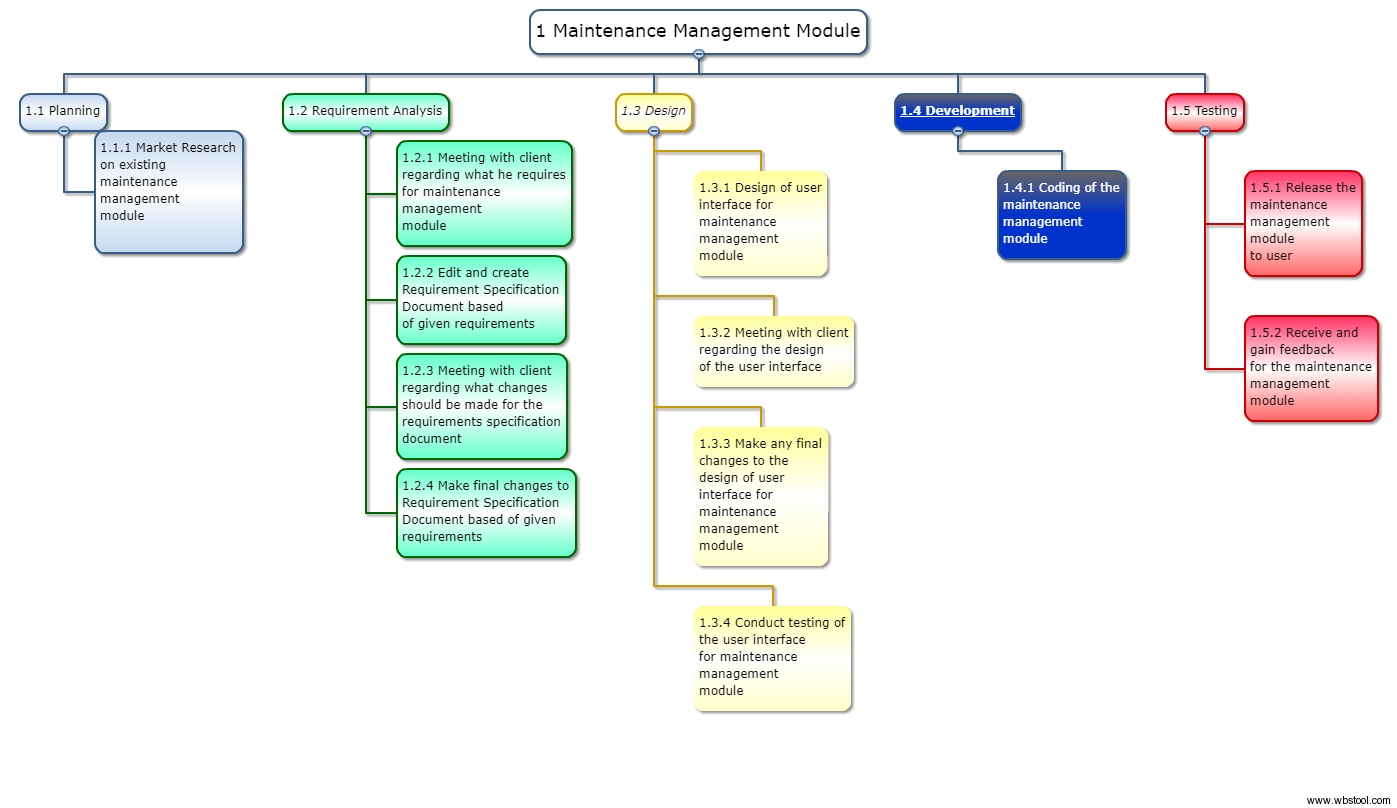 1 Maintenance Management Module
1.1 Planning
1.1.1 Market Research
on existing
maintenance
management
module
1.2 Requirement Analysis
1.2.1 Meeting with client
regarding what he requires
for maintenance
management
module
1.2.2 Edit and create
Requirement Specification
Document based
of given requirements
1.2.3 Meeting with client
regarding what changes
should be made for the
requirements specification
document
1.2.4 Make final changes to
Requirement Specification
Document based of given
requirements
1.3 Design
1.3.1 Design of user
interface for
maintenance
management
module
1.3.2 Meeting with client
regarding the design
of the user interface
1.3.3 Make any final
changes to the
design of user
interface for
maintenance
management
module
1.3.4 Conduct testing of
the user interface
for maintenance
management
module
1.4 Development
1.4.1 Coding of the
maintenance
management
module
1.5 Testing
1.5.1 Release the
maintenance
management
module
to user
1.5.2 Receive and
gain feedback
for the maintenance
management
module
www.wbstool.com